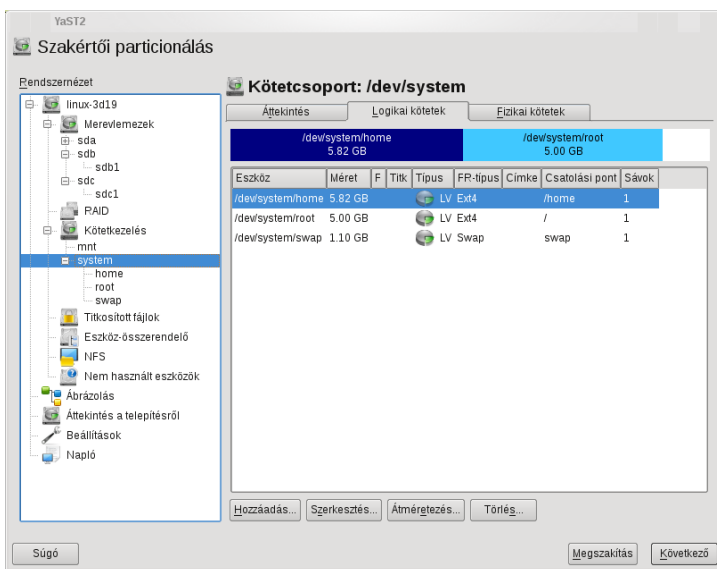 YaST2
Szakértői particionálás
Rendszernézet
linux-3d19
Merevlemezek
sda
sdb
sdb1
sdc
sdc1
RAID
Kötetkezelés
mnt
system
home
root
swap
Titkosított fájlok
Eszköz-összerendelő
NFS
Nem használt eszközök
Ábrázolás
Áttekintés a telepítésről
Beállítások
Napló
Kötetcsoport: /dev/system
Áttekintés Logikai kötetek Fizikai kötetek
/dev/system/home /dev/system/root
5.82 GB 5.00 GB
Eszköz Méret F Titk Típus FR-típus Címke Csatolási pont Sávok
/dev/system/home 5.82 GB LV Ext4 /home 1
/dev/system/root 5.00 GB LV Ext4 / 1
/dev/system/swap 1.10 GB LV Swap swap 1
Hozzáadás... Szerkesztés... Átméretezés... Törlés...
Súgó Megszakítás Következő